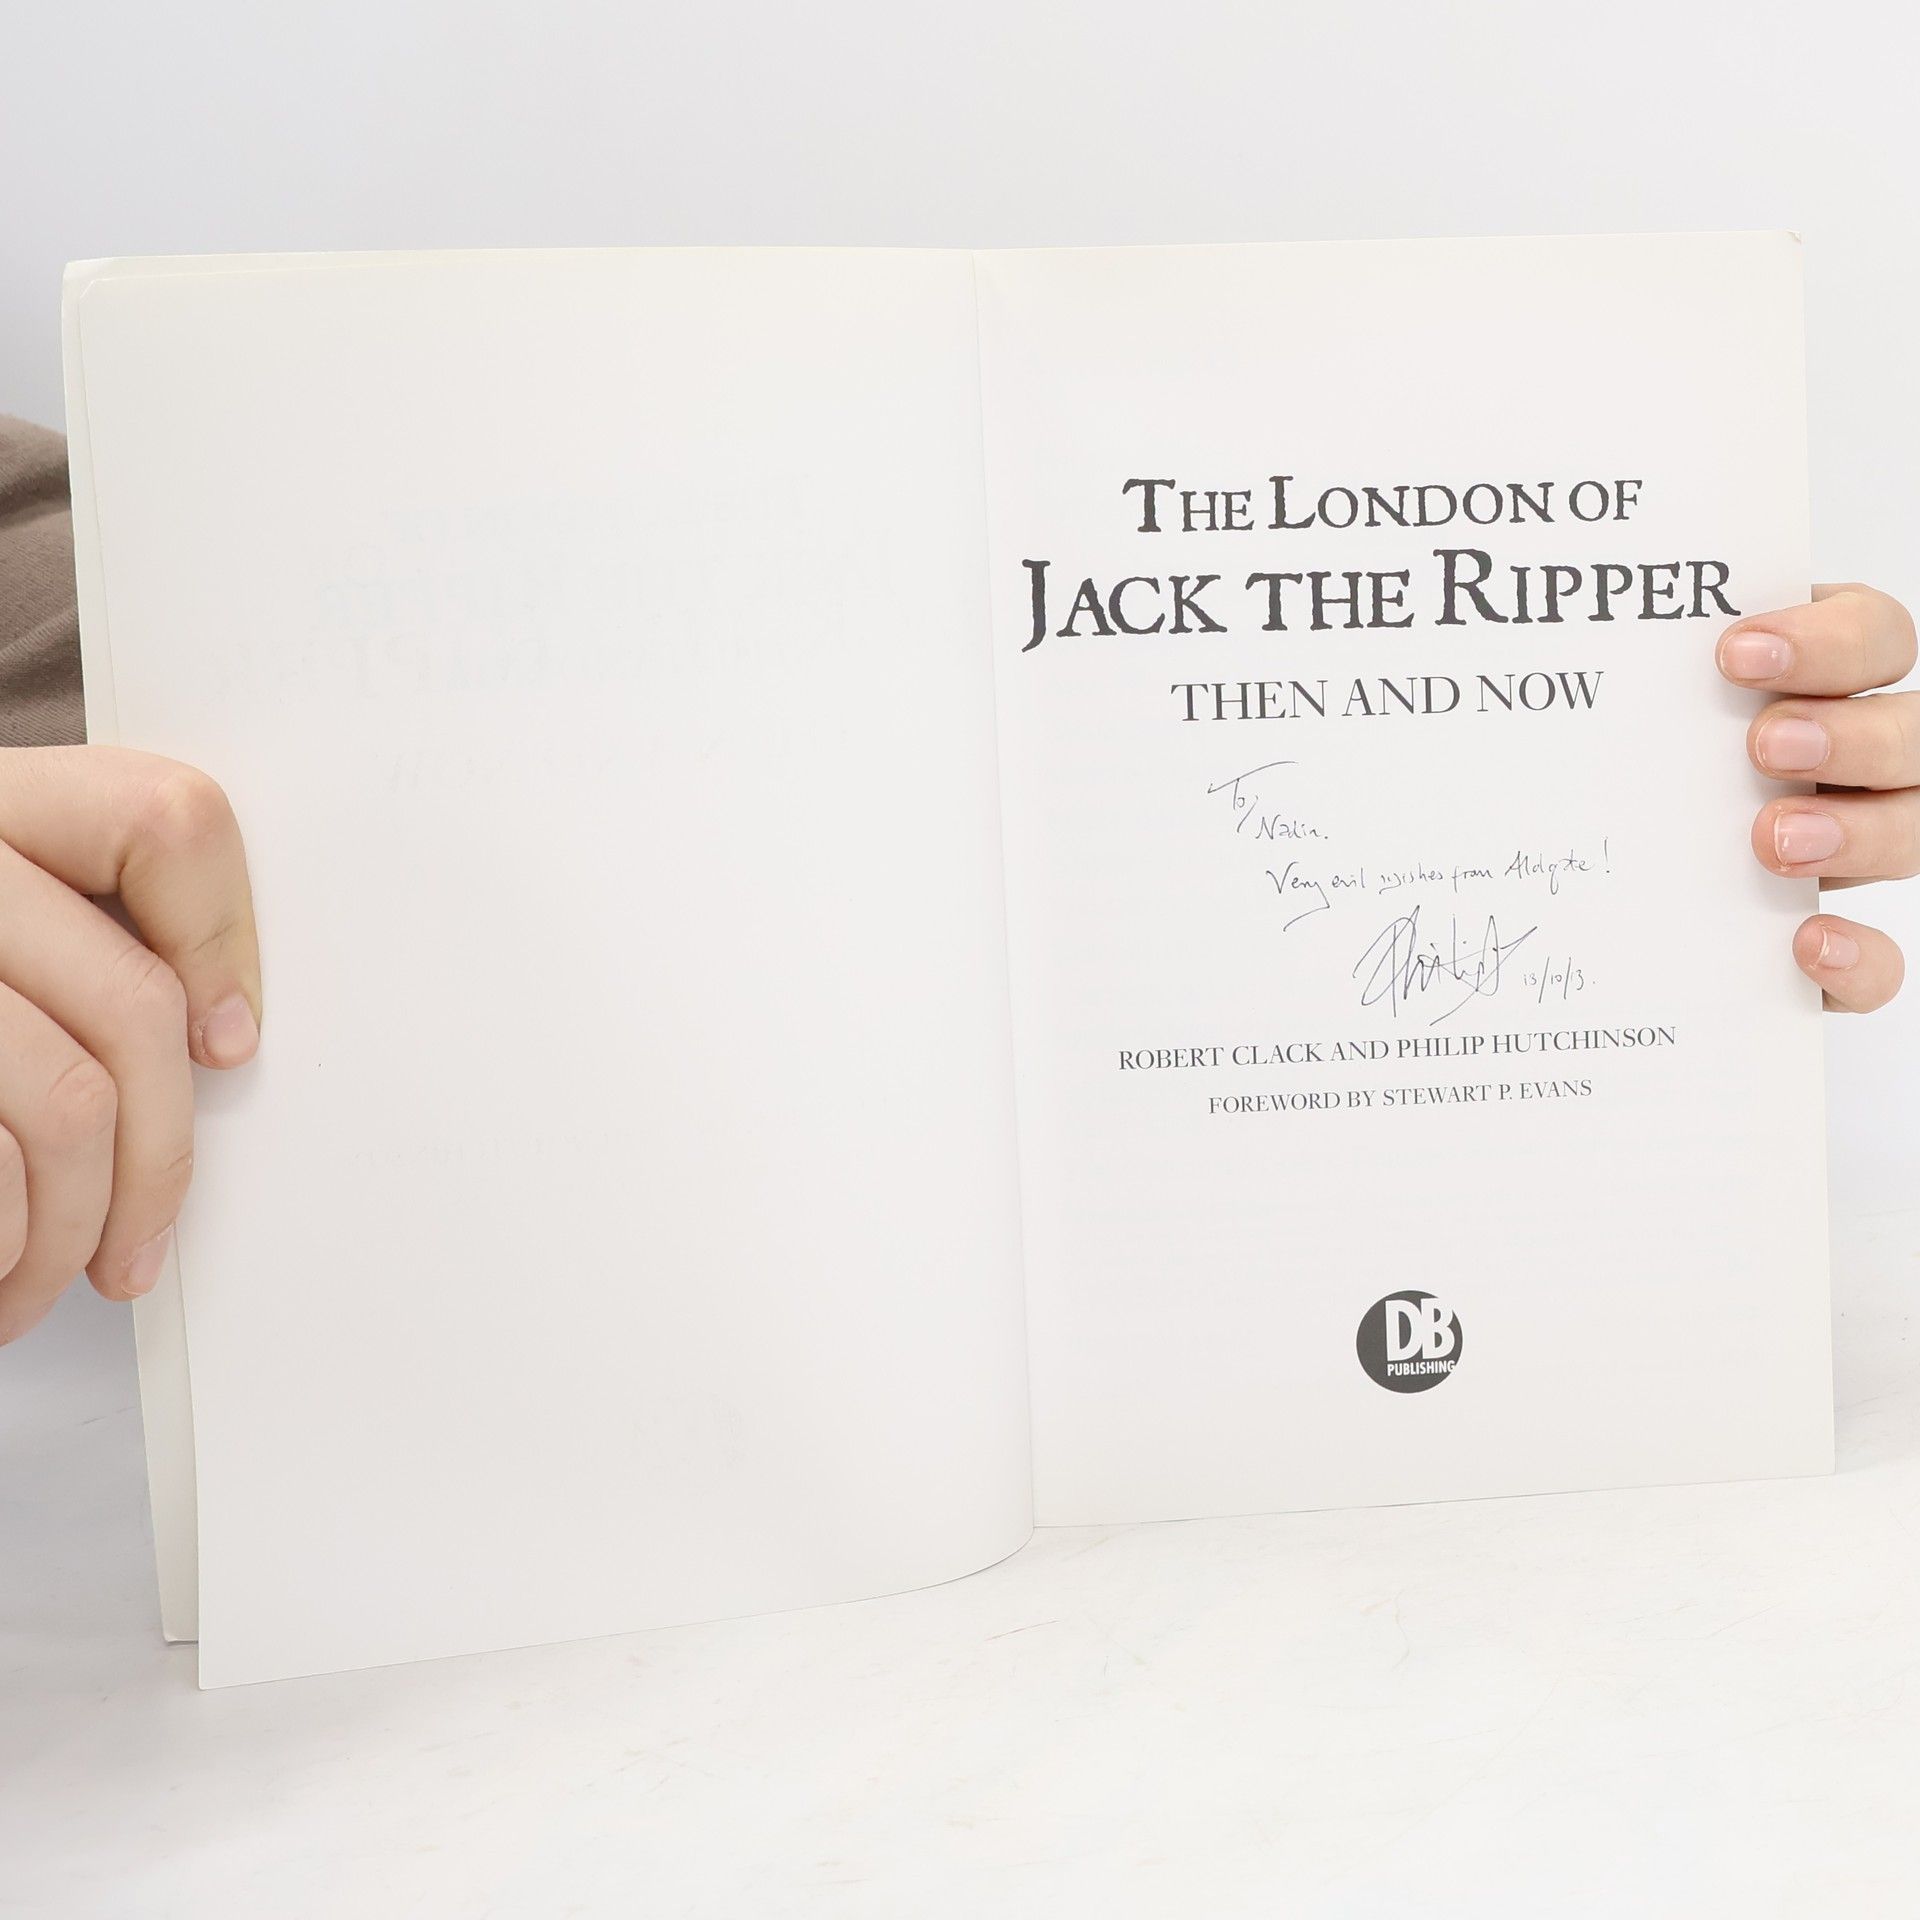 THE LONDON OF
JACK THE RIPPER
THEN AND NOW
To,
Nadin.
Very evil wishes from Aldgate!
13/10/13.
ROBERT CLACK AND PHILIP HUTCHINSON
FOREWORD BY STEWART P. EVANS
DB
PUBLISHING